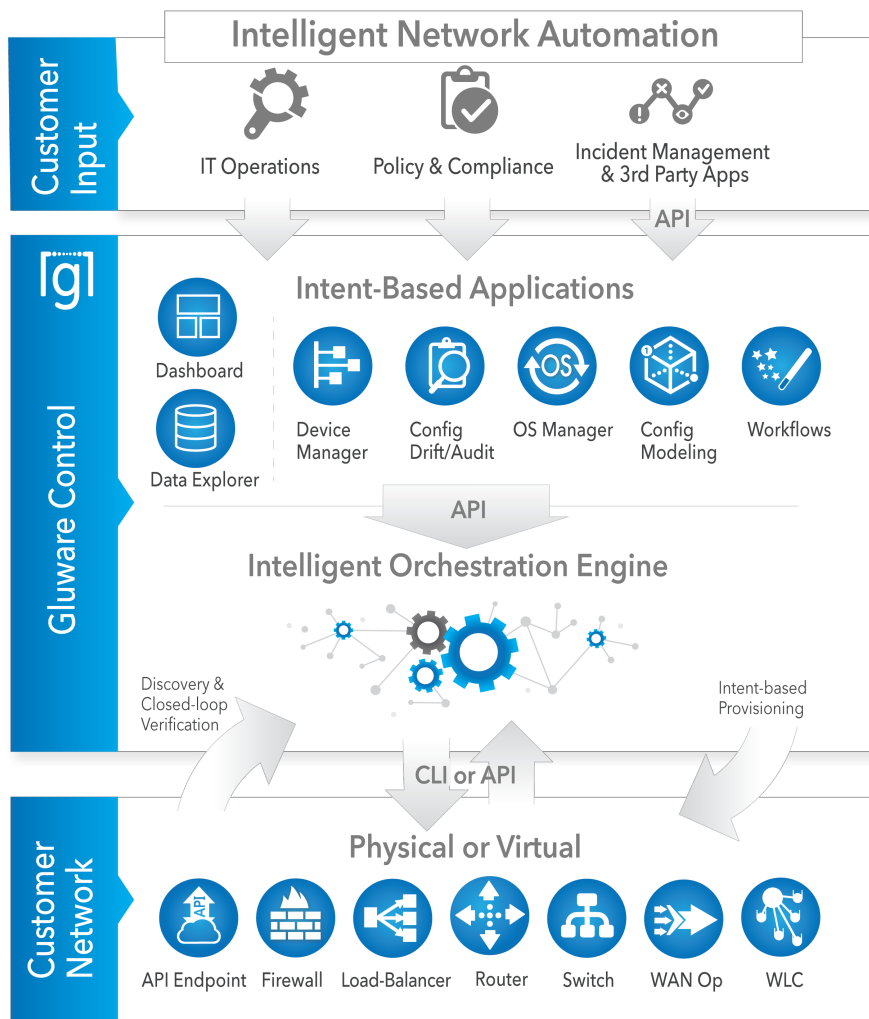 Intelligent Network Automation
Customer
Input
IT Operations
Policy & Compliance
Incident Management
& 3rd Party Apps
API
[g]
Gluware Control
Intent-Based Applications
Dashboard
Data Explorer
Device
Manager
Config
Drift/Audit
OS
OS Manager
1
Config
Modeling
Workflows
API
Intelligent Orchestration Engine
Discovery &
Closed-loop
Verification
Intent-based
Provisioning
CLI or API
Customer
Network
Physical or Virtual
API
API Endpoint
Firewall
Load-Balancer
Router
Switch
WAN Op
WLC